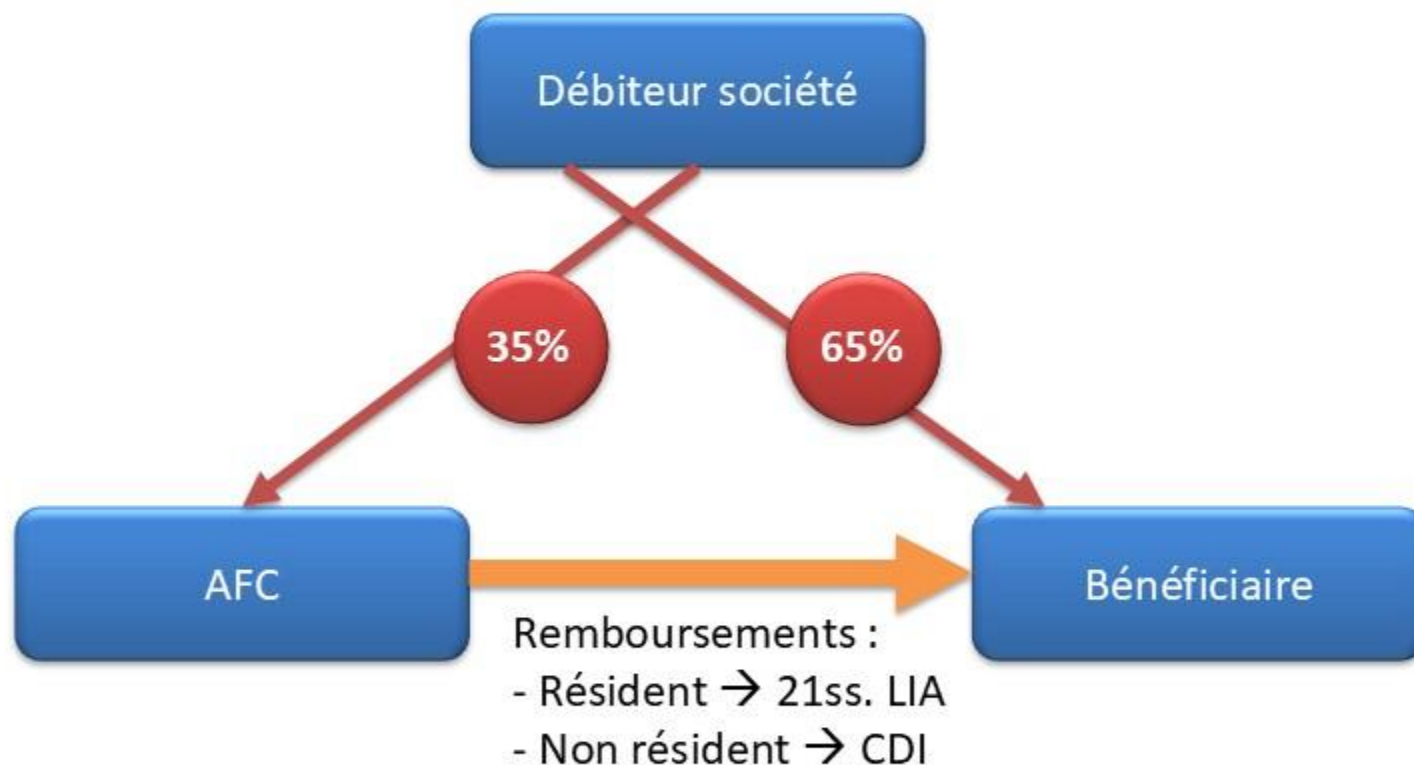 Débiteur société
35%
65%
AFC
Bénéficiaire
Remboursements :
- Résident → 21ss. LIA
- Non résident → CDI